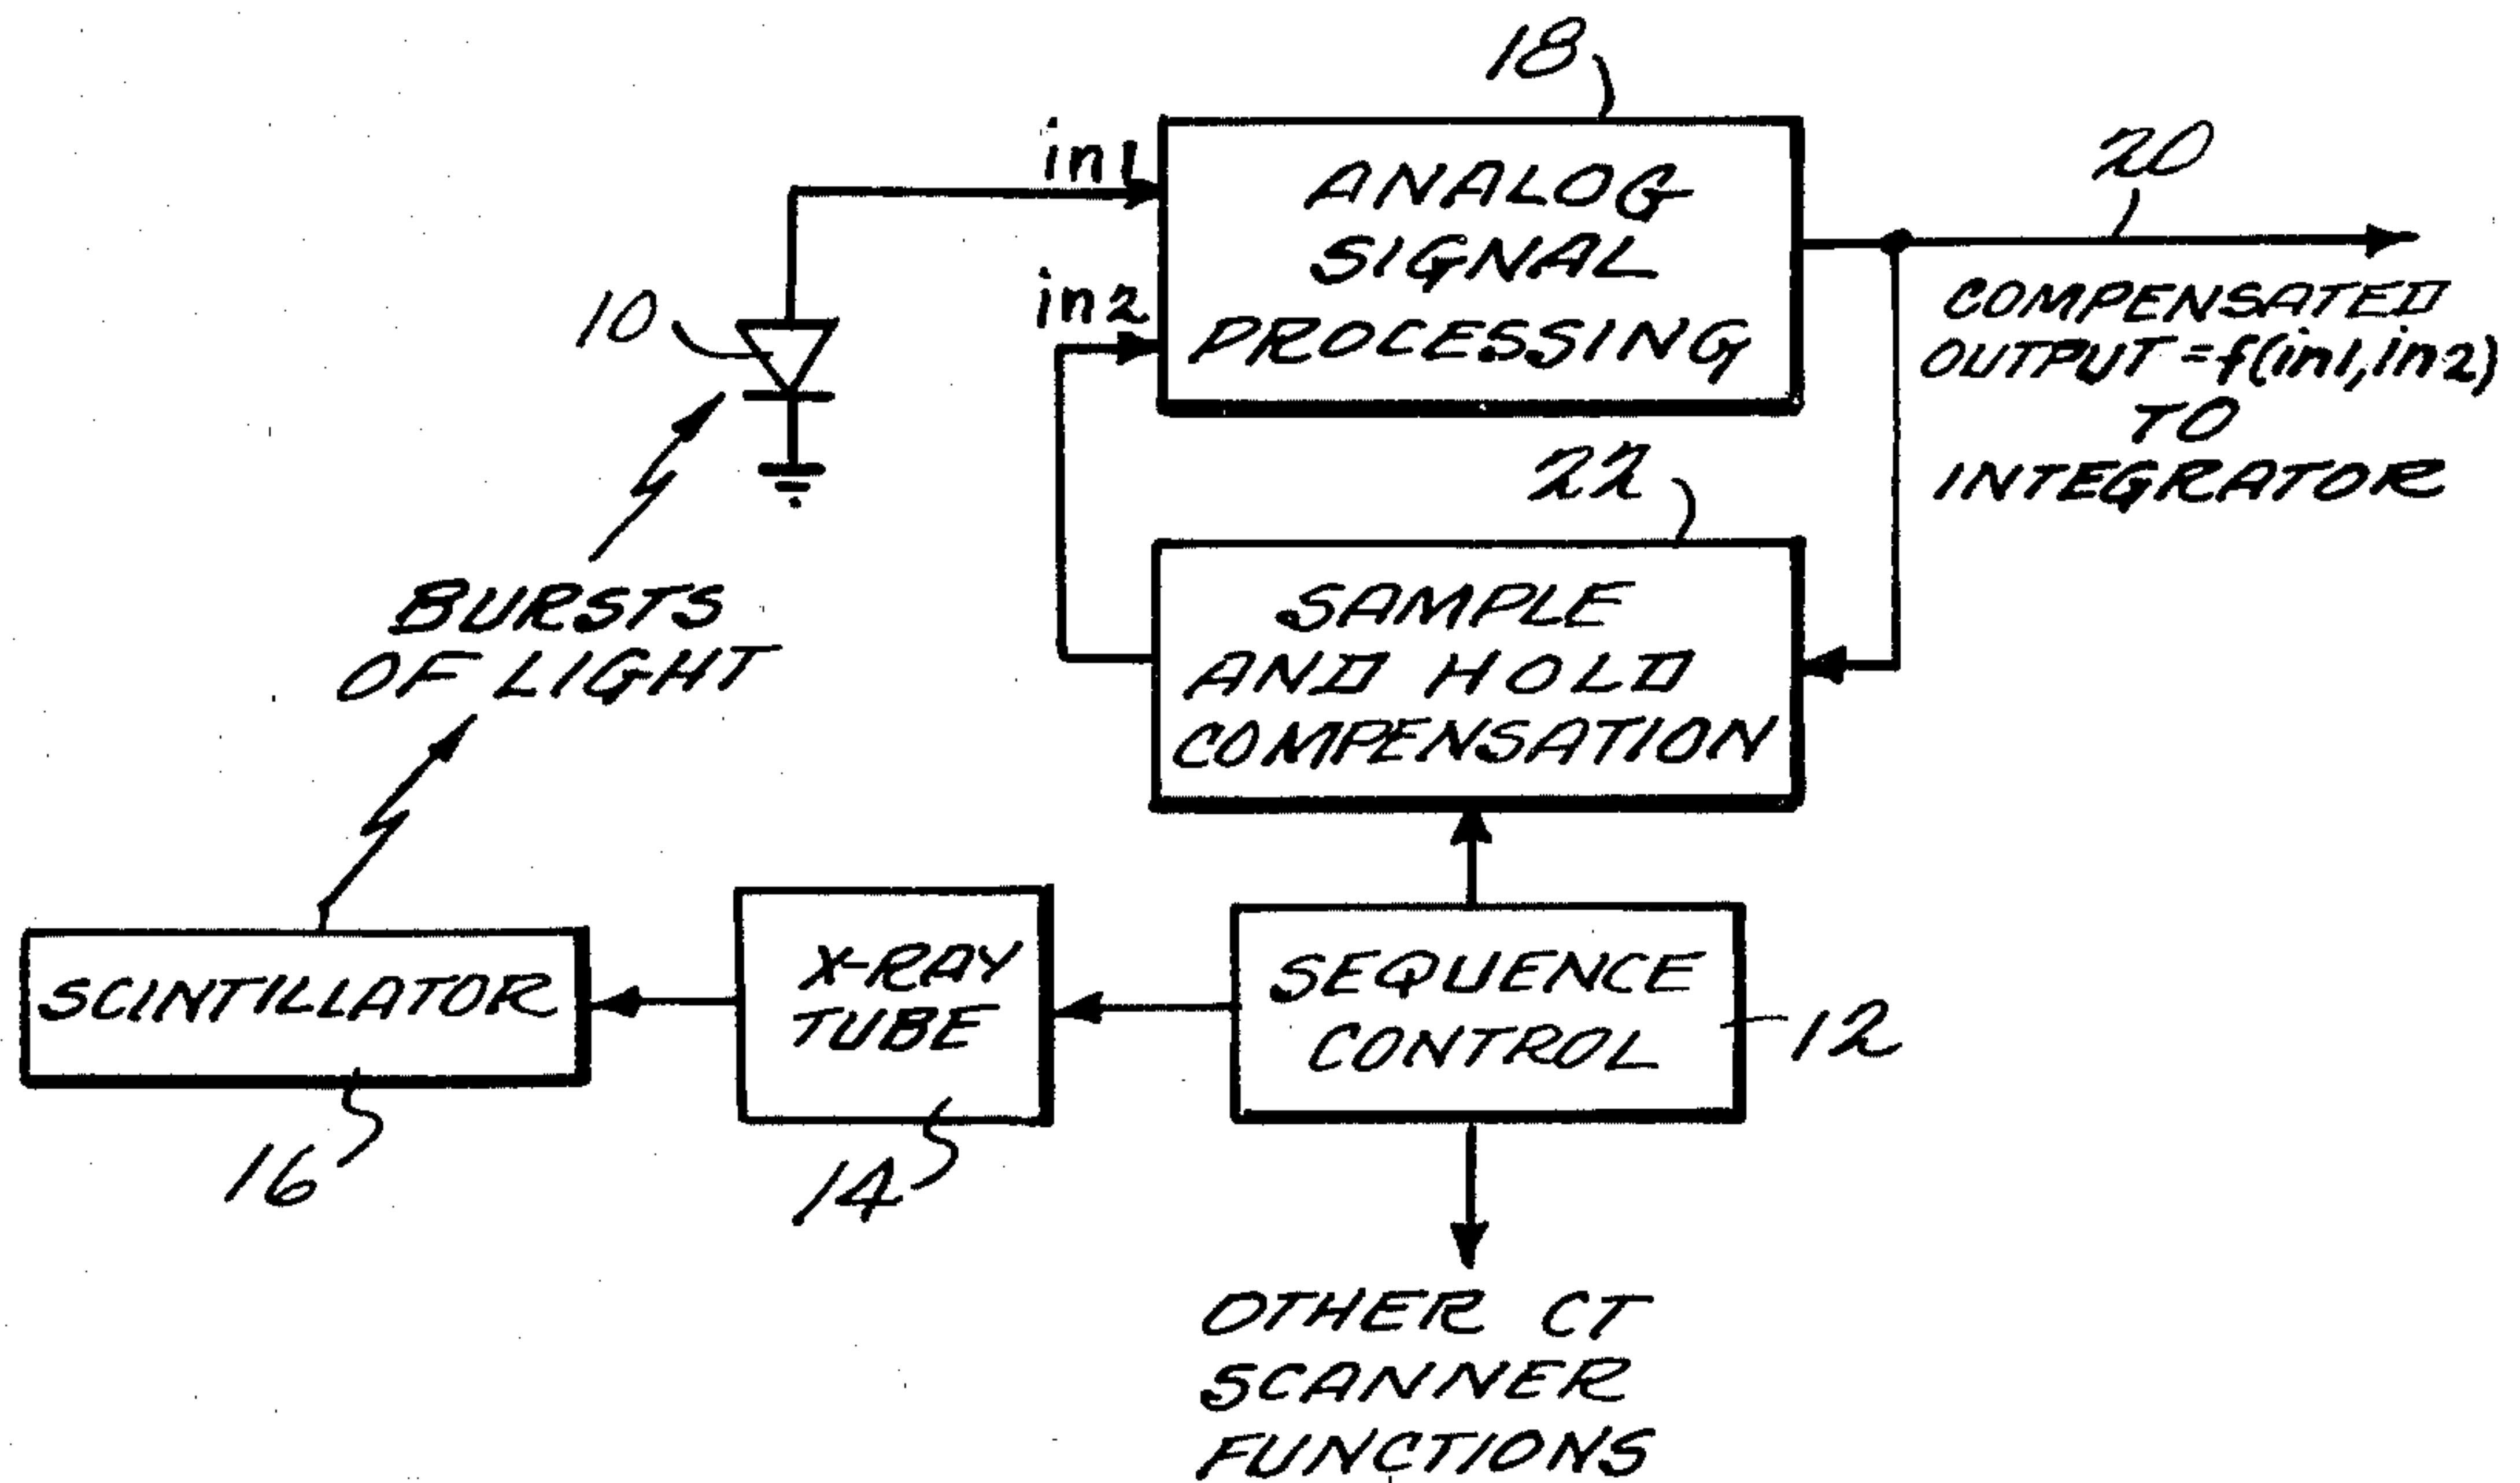 18
in1
ANALOG
SIGNAL
PROCESSING
20
in2
10
COMPENSATED
OUTPUT = f(in1, in2)
TO
INTEGRATOR
22
BURSTS
OF LIGHT
SAMPLE
AND HOLD
COMPENSATION
SCINTILLATOR
X-RAY
TUBE
SEQUENCE
CONTROL
12
16
14
OTHER CT
SCANNER
FUNCTIONS